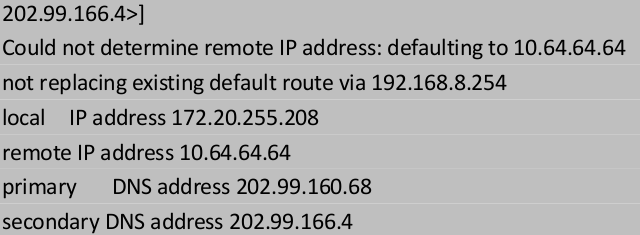 202.99.166.4>]
Could not determine remote IP address: defaulting to 10.64.64.64
not replacing existing default route via 192.168.8.254
local    IP address 172.20.255.208
remote IP address 10.64.64.64
primary      DNS address 202.99.160.68
secondary DNS address 202.99.166.4